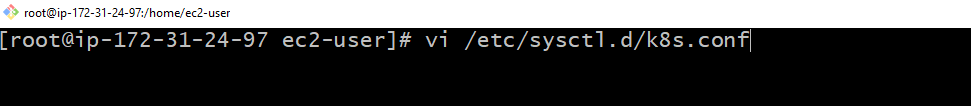 root@ip-172-31-24-97:/home/ec2-user
[root@ip-172-31-24-97 ec2-user]# vi /etc/sysctl.d/k8s.conf